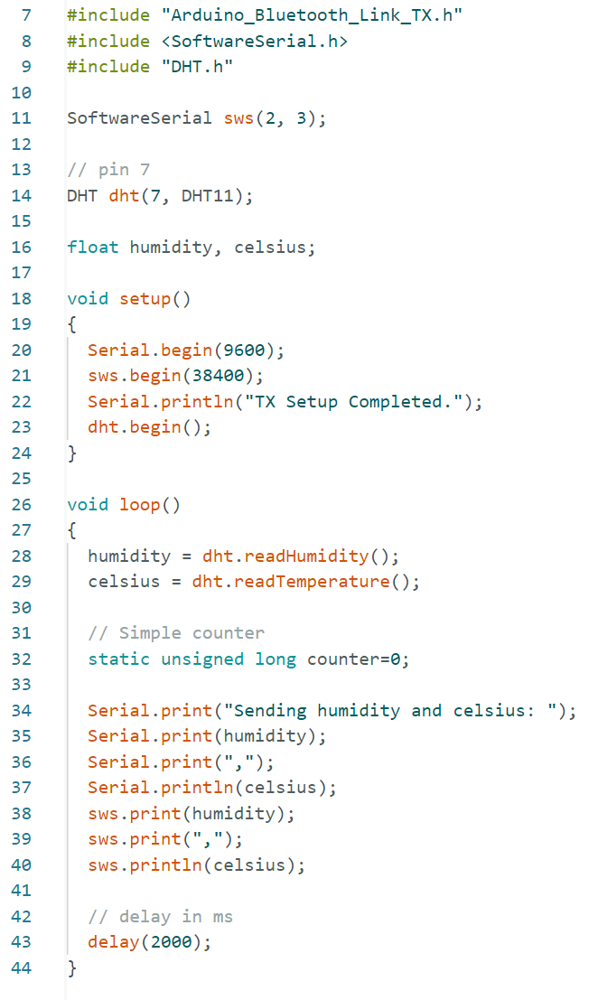 7 #include "Arduino_Bluetooth_Link_TX.h"
8 #include <SoftwareSerial.h>
9 #include "DHT.h"
10
11 SoftwareSerial sws(2, 3);
12
13 // pin 7
14 DHT dht(7, DHT11);
15
16 float humidity, celsius;
17
18 void setup()
19 {
20   Serial.begin(9600);
21   sws.begin(38400);
22   Serial.println("TX Setup Completed.");
23   dht.begin();
24 }
25
26 void loop()
27 {
28   humidity = dht.readHumidity();
29   celsius = dht.readTemperature();
30
31   // Simple counter
32   static unsigned long counter=0;
33
34   Serial.print("Sending humidity and celsius: ");
35   Serial.print(humidity);
36   Serial.print(",");
37   Serial.println(celsius);
38   sws.print(humidity);
39   sws.print(",");
40   sws.println(celsius);
41
42   // delay in ms
43   delay(2000);
44 }